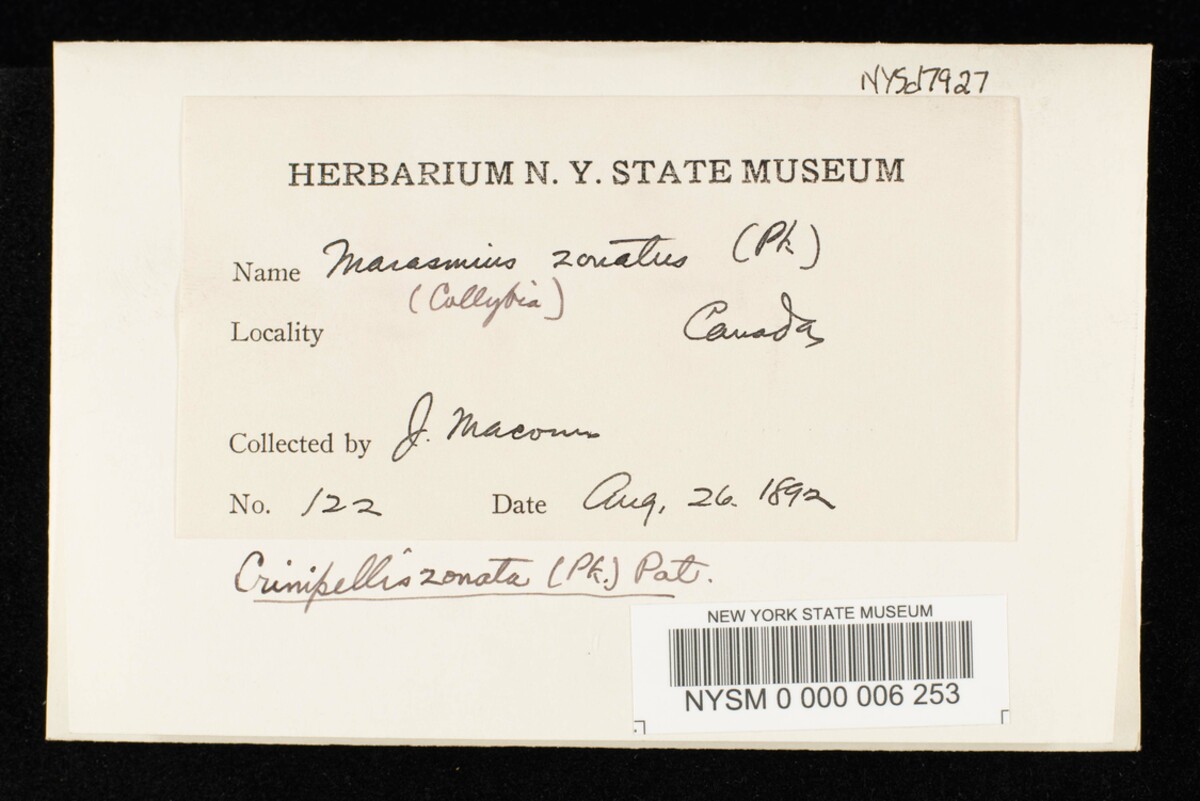 NYSd7927
HERBARIUM N. Y. STATE MUSEUM
Name Marasmius zonatus (Pk.)
(Collybia)
Locality Canada
Collected by J. Macoun
No. 122 Date Aug. 26. 1892
Crinipellis zonata (Pk.) Pat.
NEW YORK STATE MUSEUM
NYSM 0 000 006 253